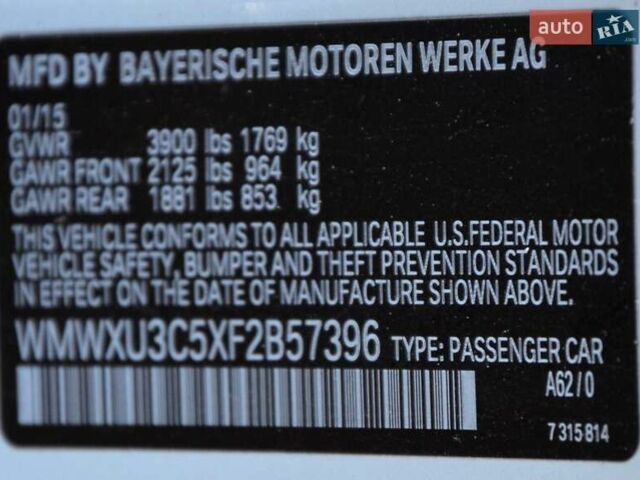 auto RIA .com
MFD BY BAYERISCHE MOTOREN WERKE AG
01/15
GVWR 3900 lbs 1769 kg
GAWR FRONT 2125 lbs 964 kg
GAWR REAR 1881 lbs 853 kg
THIS VEHICLE CONFORMS TO ALL APPLICABLE U.S.FEDERAL MOTOR
VEHICLE SAFETY, BUMPER AND THEFT PREVENTION STANDARDS
IN EFFECT ON THE DATE OF MANUFACTURE SHOWN ABOVE.
WMWXU3C5XF2B57396 TYPE: PASSENGER CAR
A62/0
7315814